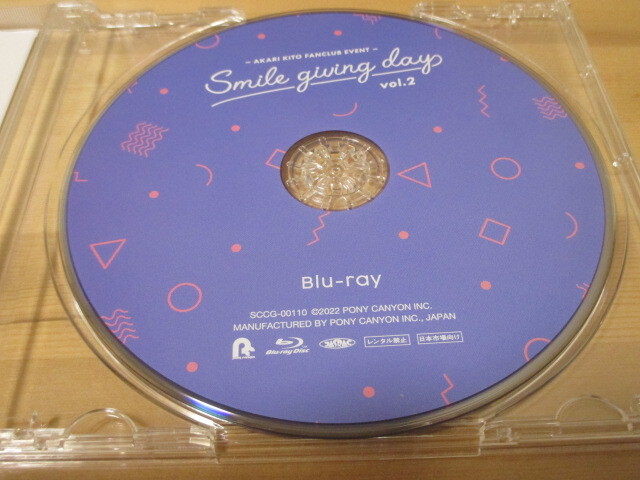 – AKARI KITO FANCLUB EVENT –
Smile giving day
vol.2
Blu-ray
SCCG-00110 ©2022 PONY CANYON INC.
MANUFACTURED BY PONY CANYON INC., JAPAN
Blu-ray Disc JASRAC レンタル禁止 日本市場向け